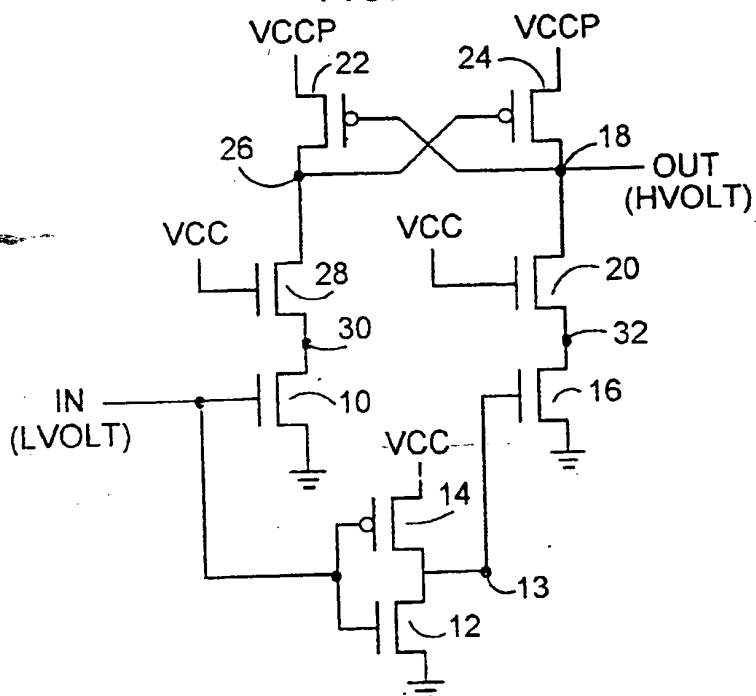 VCCP
VCCP
22
24
26
18
OUT
(HVOLT)
VCC
VCC
28
20
30
32
IN
(LVOLT)
10
16
VCC
14
13
12